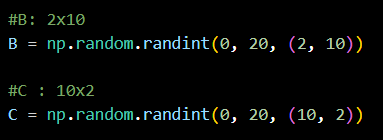 #B: 2x10
B = np.random.randint(0, 20, (2, 10))
#C : 10x2
C = np.random.randint(0, 20, (10, 2))